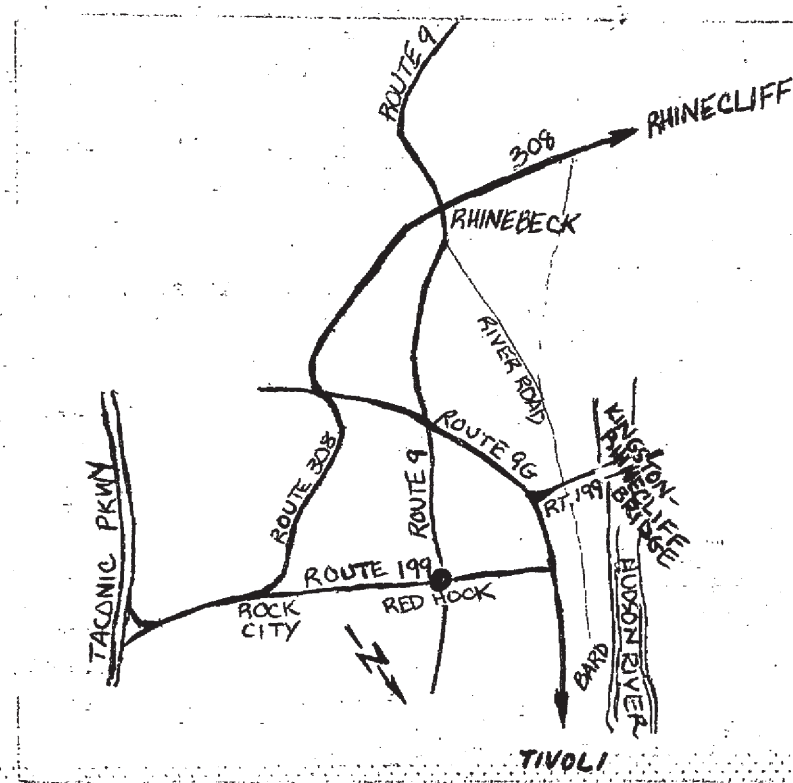 ROUTE 9
308
RHINECLIFF
RHINEBECK
RIVER ROAD
KINGSTON-
RHINECLIFF
BRIDGE
ROUTE 9G
ROUTE 308
ROUTE 9
RT. 199
TACONIC PKWY
ROUTE 199
RED HOOK
ROCK
CITY
HUDSON RIVER
N
BARD
TIVOLI